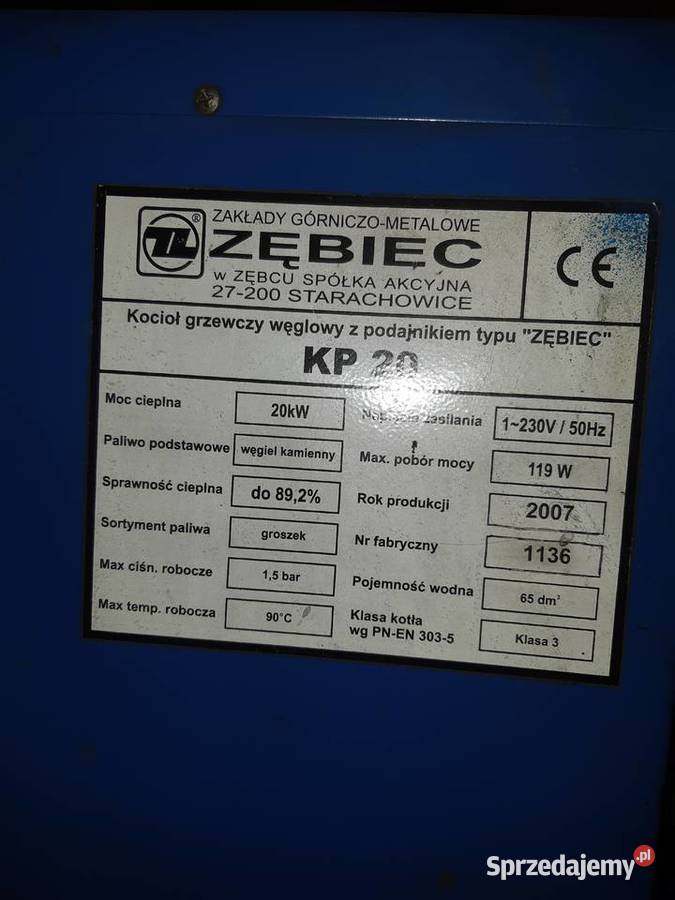 ZAKŁADY GÓRNICZO-METALOWE
ZĘBIEC
W ZĘBCU SPÓŁKA AKCYJNA
27-200 STARACHOWICE
CE
Kocioł grzewczy węglowy z podajnikiem typu "ZĘBIEC"
KP 20
Moc cieplna 20kW
Paliwo podstawowe węgiel kamienny
Sprawność cieplna do 89,2%
Sortyment paliwa groszek
Max ciśn. robocze 1,5 bar
Max temp. robocza 90°C
Napięcie zasilania 1~230V / 50Hz
Max. pobór mocy 119 W
Rok produkcji 2007
Nr fabryczny 1136
Pojemność wodna 65 dm³
Klasa kotła
wg PN-EN 303-5 Klasa 3
Sprzedajemy.pl